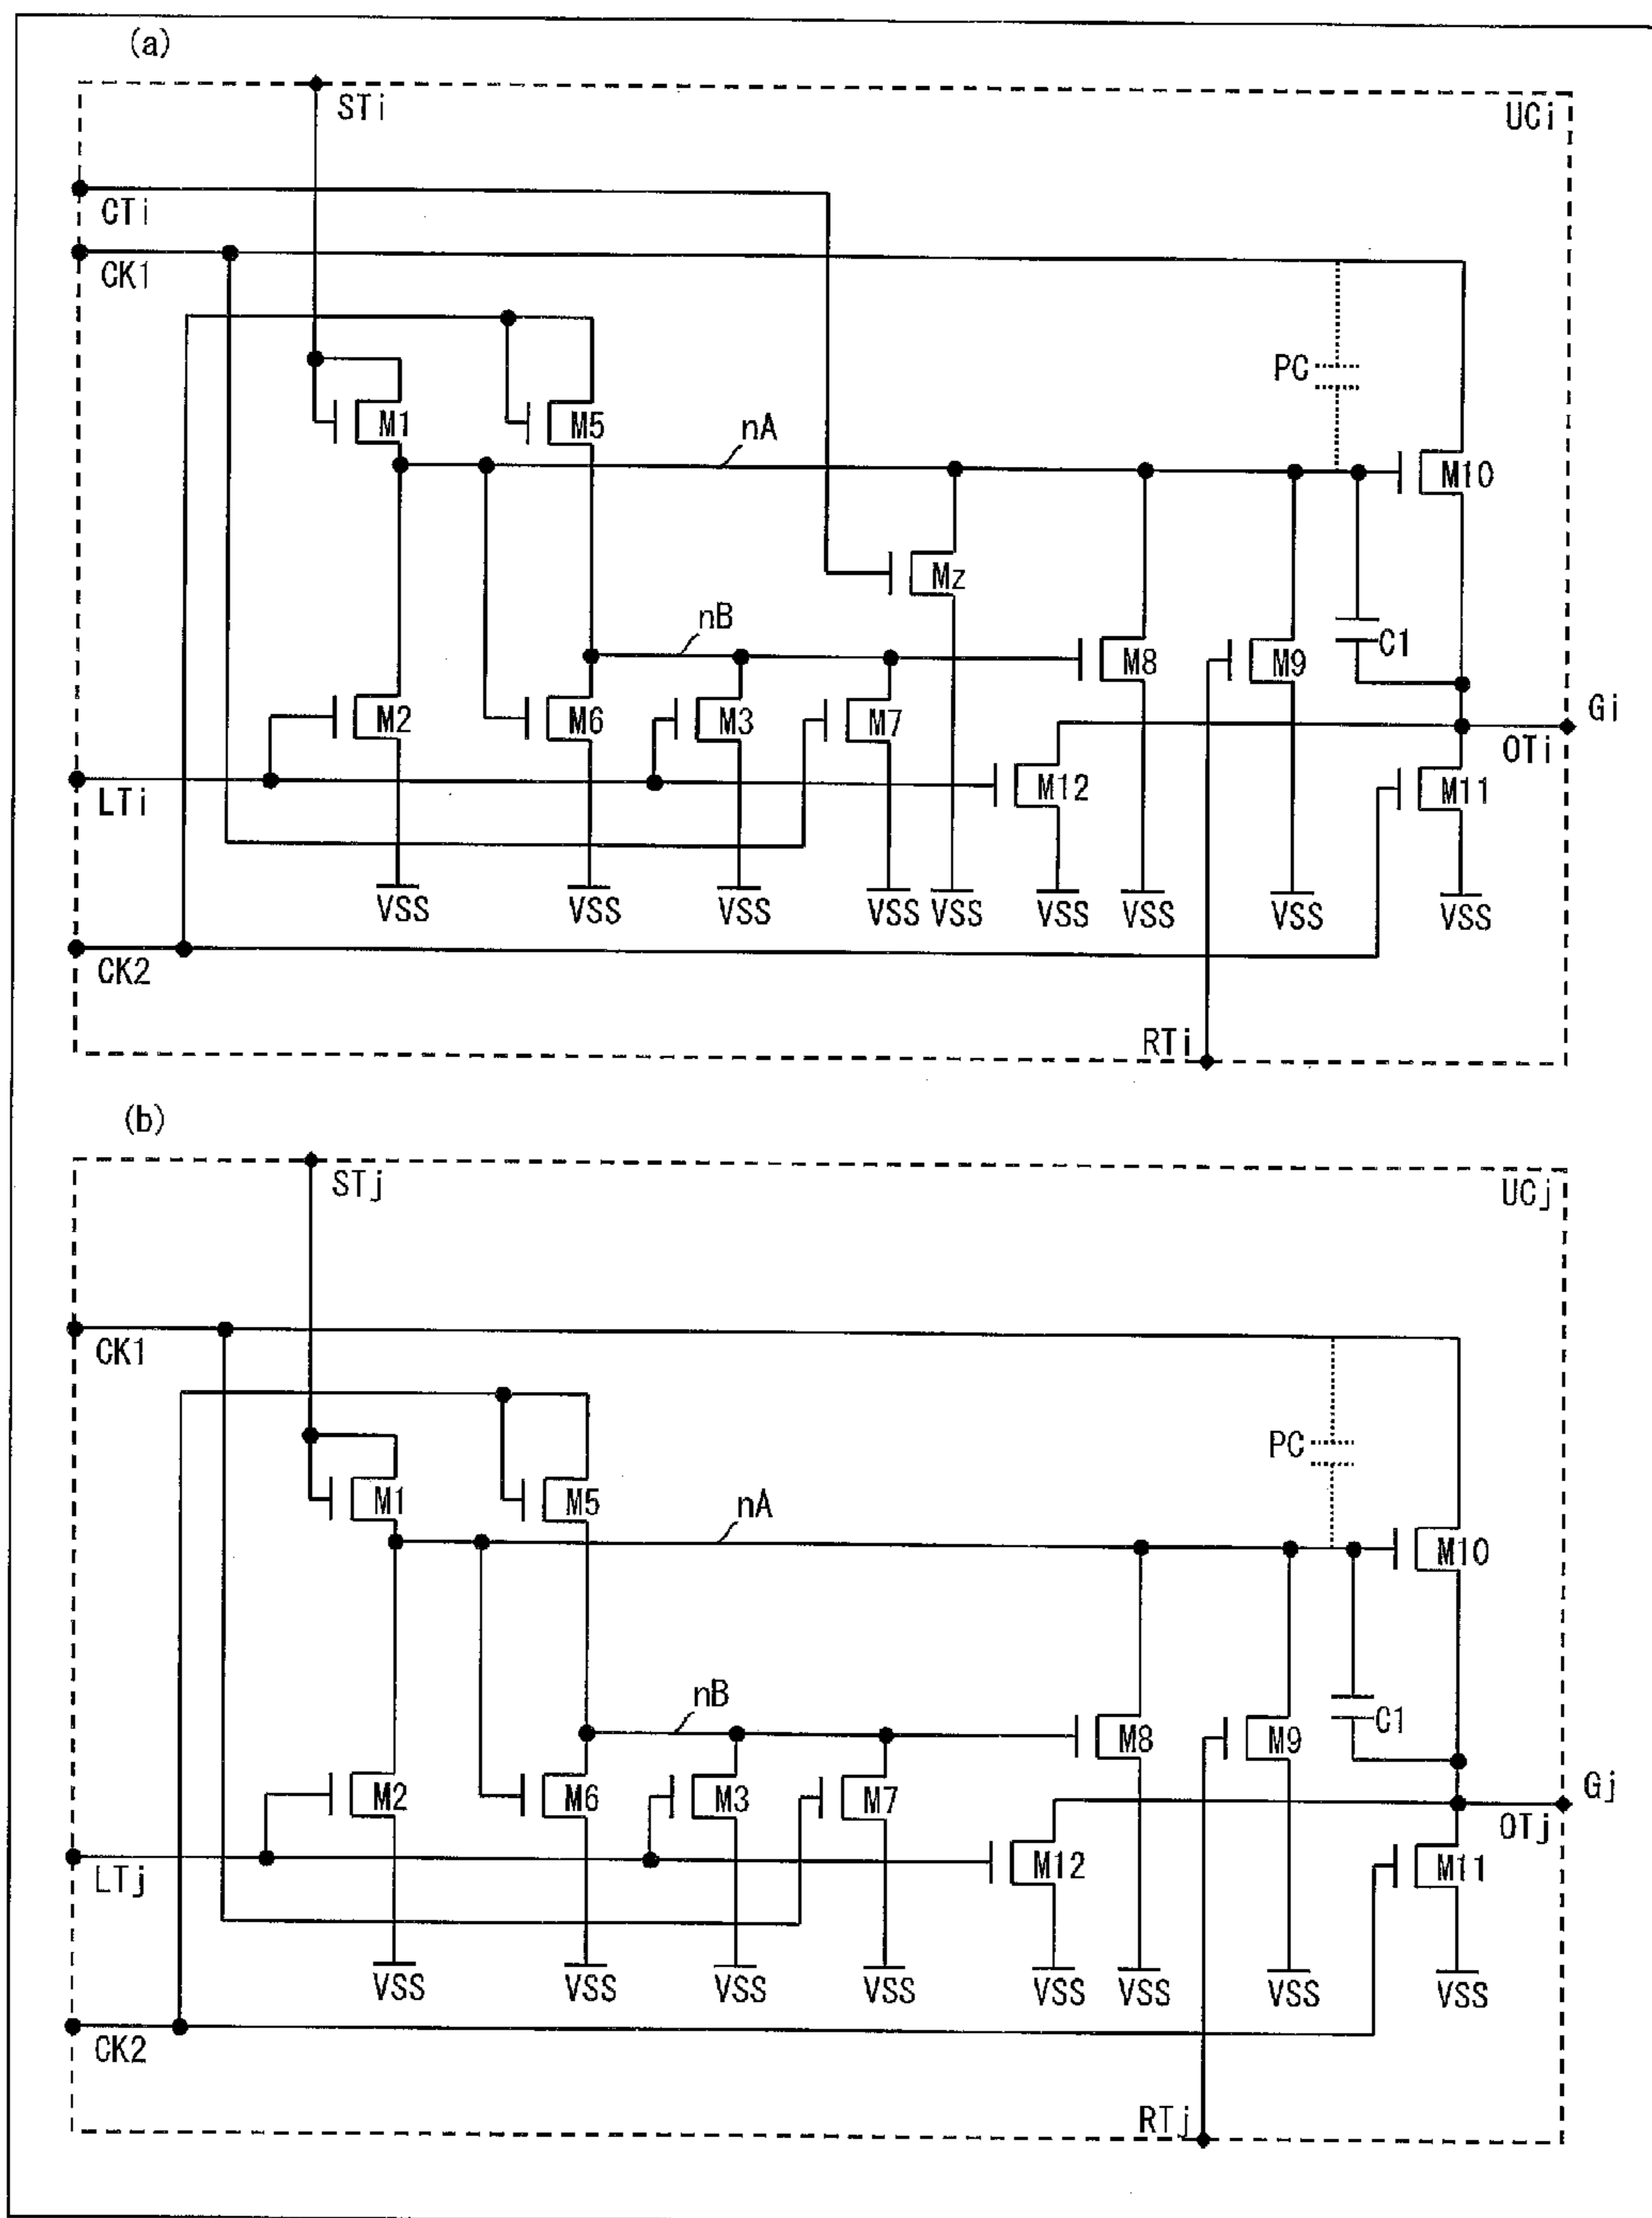 (a)
STi
UCi
CTi
CK1
PC
M1
M5
nA
M10
Mz
nB
C1
M8
M9
M2
M6
M3
M7
Gi
OTi
LTi
M12
M11
VSS
VSS
VSS
VSS
VSS
VSS
VSS
VSS
VSS
CK2
RTi
(b)
STj
UCj
CK1
PC
M1
M5
nA
M10
nB
C1
M8
M9
M2
M6
M3
M7
Gj
OTj
LTj
M12
M11
VSS
VSS
VSS
VSS
VSS
VSS
VSS
VSS
CK2
RTj